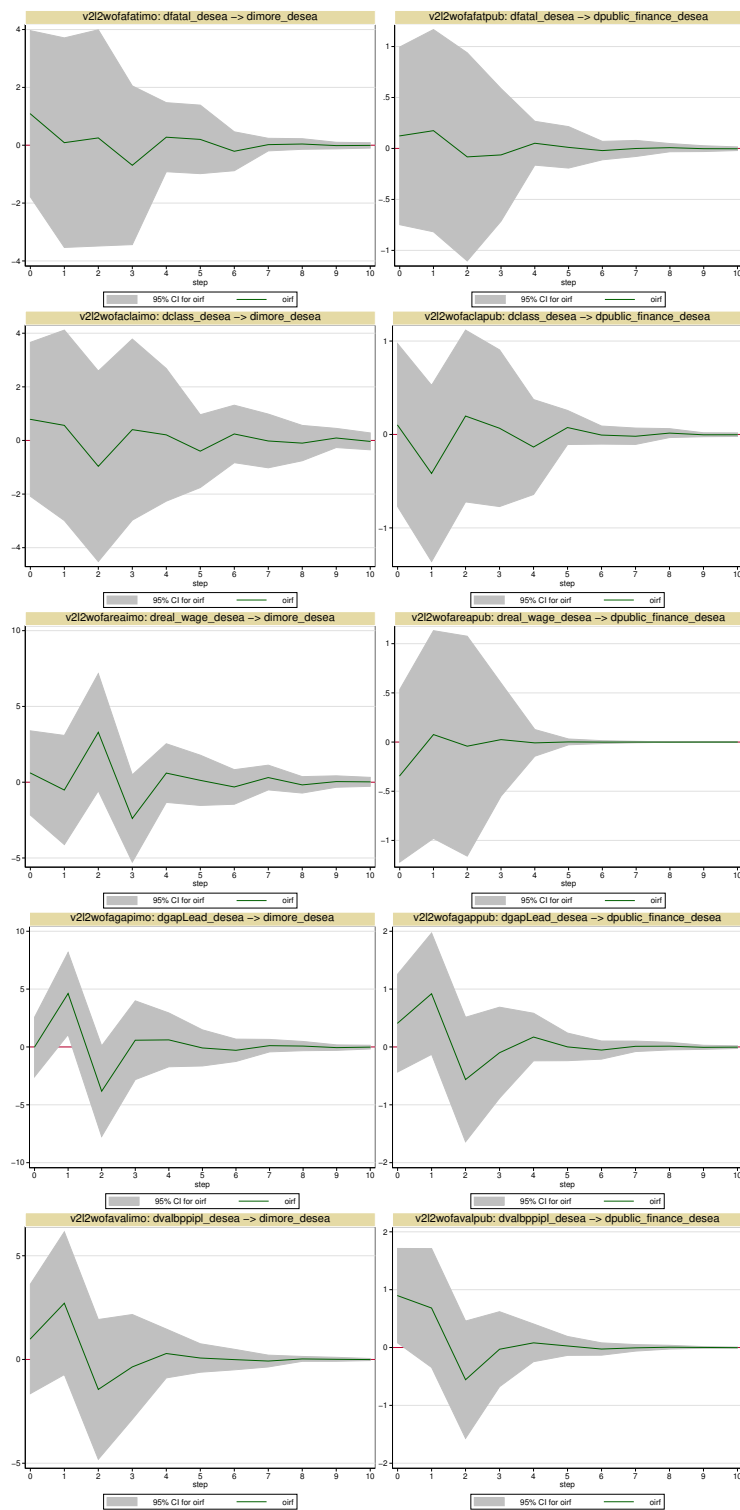 v2l2wofafatimo: dfatal_desea −> dimore_desea
4
2
0
−2
−4
0 1 2 3 4 5 6 7 8 9 10
step
95% CI for oirf oirf
v2l2wofafatpub: dfatal_desea −> dpublic_finance_desea
1
.5
0
−.5
−1
0 1 2 3 4 5 6 7 8 9 10
step
95% CI for oirf oirf
v2l2wofaclaimo: dclass_desea −> dimore_desea
4
2
0
−2
−4
0 1 2 3 4 5 6 7 8 9 10
step
95% CI for oirf oirf
v2l2wofaclapub: dclass_desea −> dpublic_finance_desea
1
0
−1
0 1 2 3 4 5 6 7 8 9 10
step
95% CI for oirf oirf
v2l2wofareaimo: dreal_wage_desea −> dimore_desea
10
5
0
−5
0 1 2 3 4 5 6 7 8 9 10
step
95% CI for oirf oirf
v2l2wofareapub: dreal_wage_desea −> dpublic_finance_desea
1
.5
0
−.5
−1
0 1 2 3 4 5 6 7 8 9 10
step
95% CI for oirf oirf
v2l2wofagapimo: dgapLead_desea −> dimore_desea
10
5
0
−5
−10
0 1 2 3 4 5 6 7 8 9 10
step
95% CI for oirf oirf
v2l2wofagappub: dgapLead_desea −> dpublic_finance_desea
2
1
0
−1
−2
0 1 2 3 4 5 6 7 8 9 10
step
95% CI for oirf oirf
v2l2wofavalimo: dvalbppipl_desea −> dimore_desea
5
0
−5
0 1 2 3 4 5 6 7 8 9 10
step
95% CI for oirf oirf
v2l2wofavalpub: dvalbppipl_desea −> dpublic_finance_desea
2
1
0
−1
−2
0 1 2 3 4 5 6 7 8 9 10
step
95% CI for oirf oirf